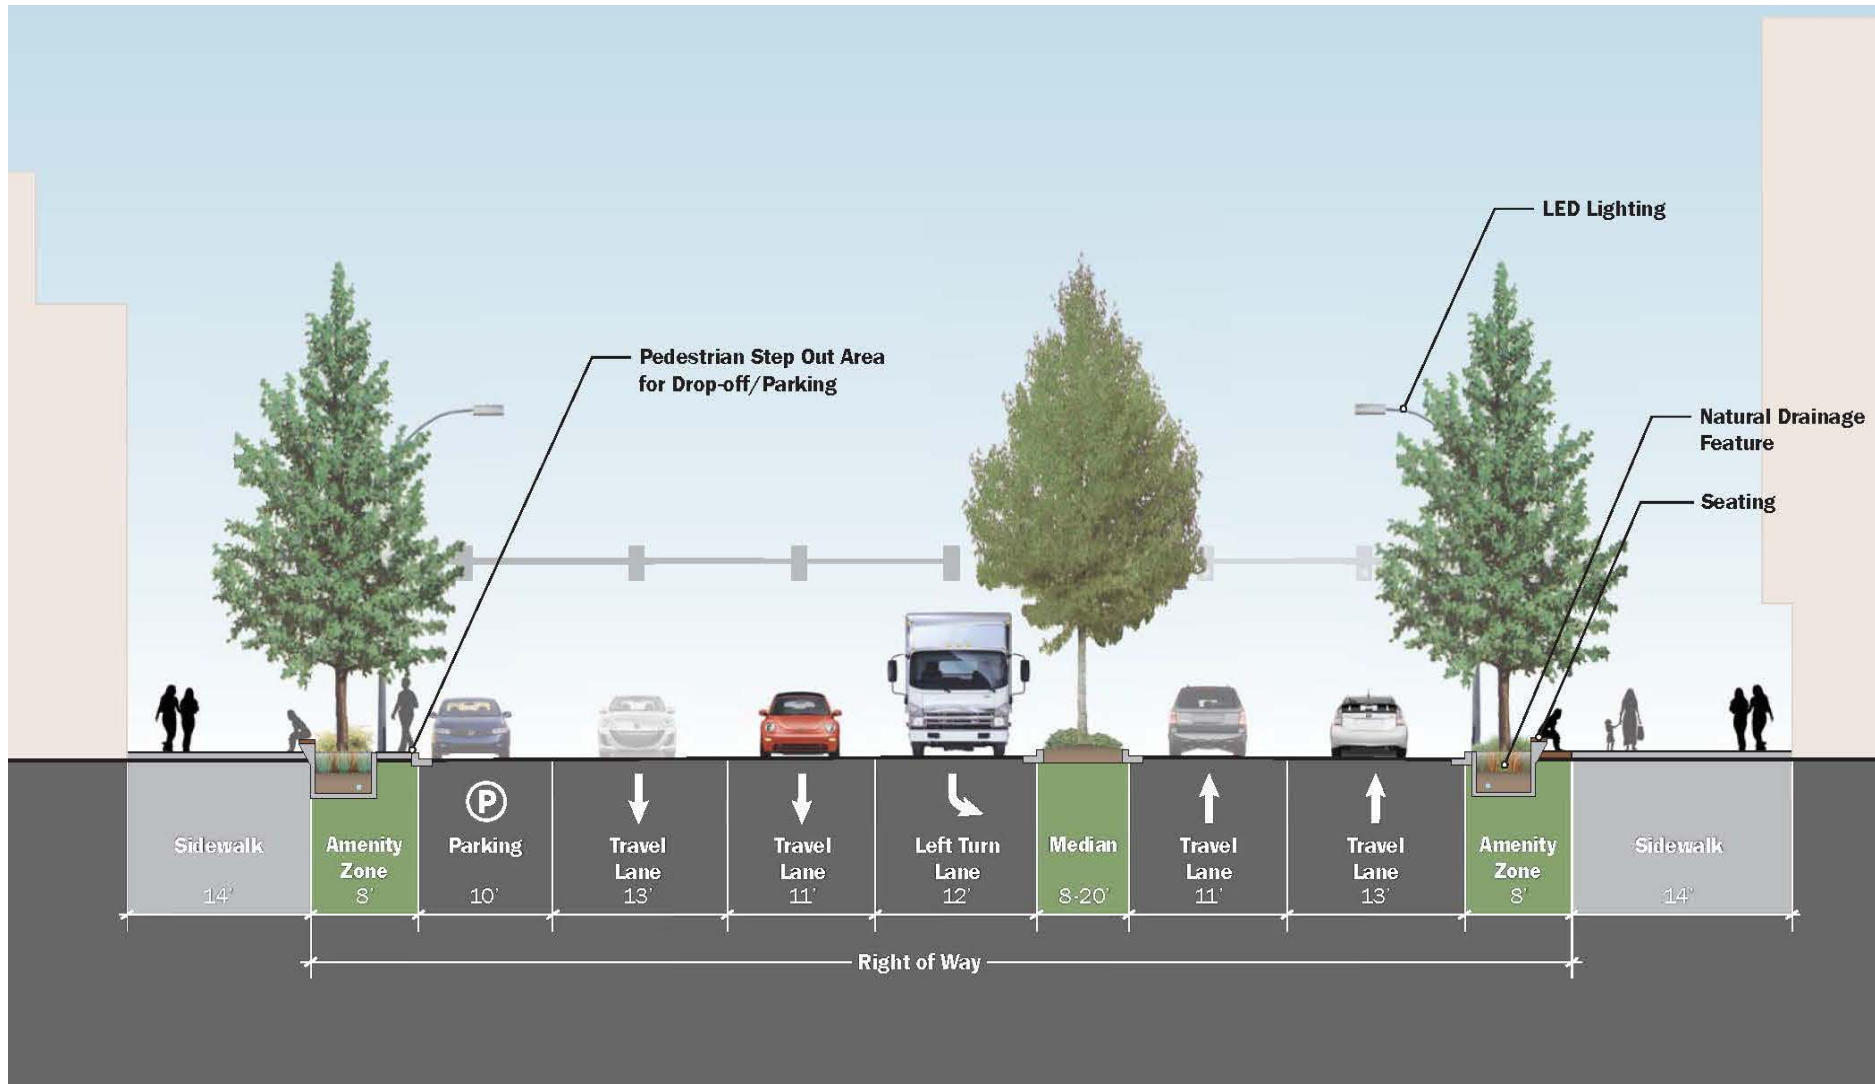 LED Lighting
Pedestrian Step Out Area
for Drop-off/Parking
Natural Drainage
Feature
Seating
P
Sidewalk
14'
Amenity
Zone
8'
Parking
10'
Travel
Lane
13'
Travel
Lane
11'
Left Turn
Lane
12'
Median
8-20'
Travel
Lane
11'
Travel
Lane
13'
Amenity
Zone
8'
Sidewalk
14'
Right of Way